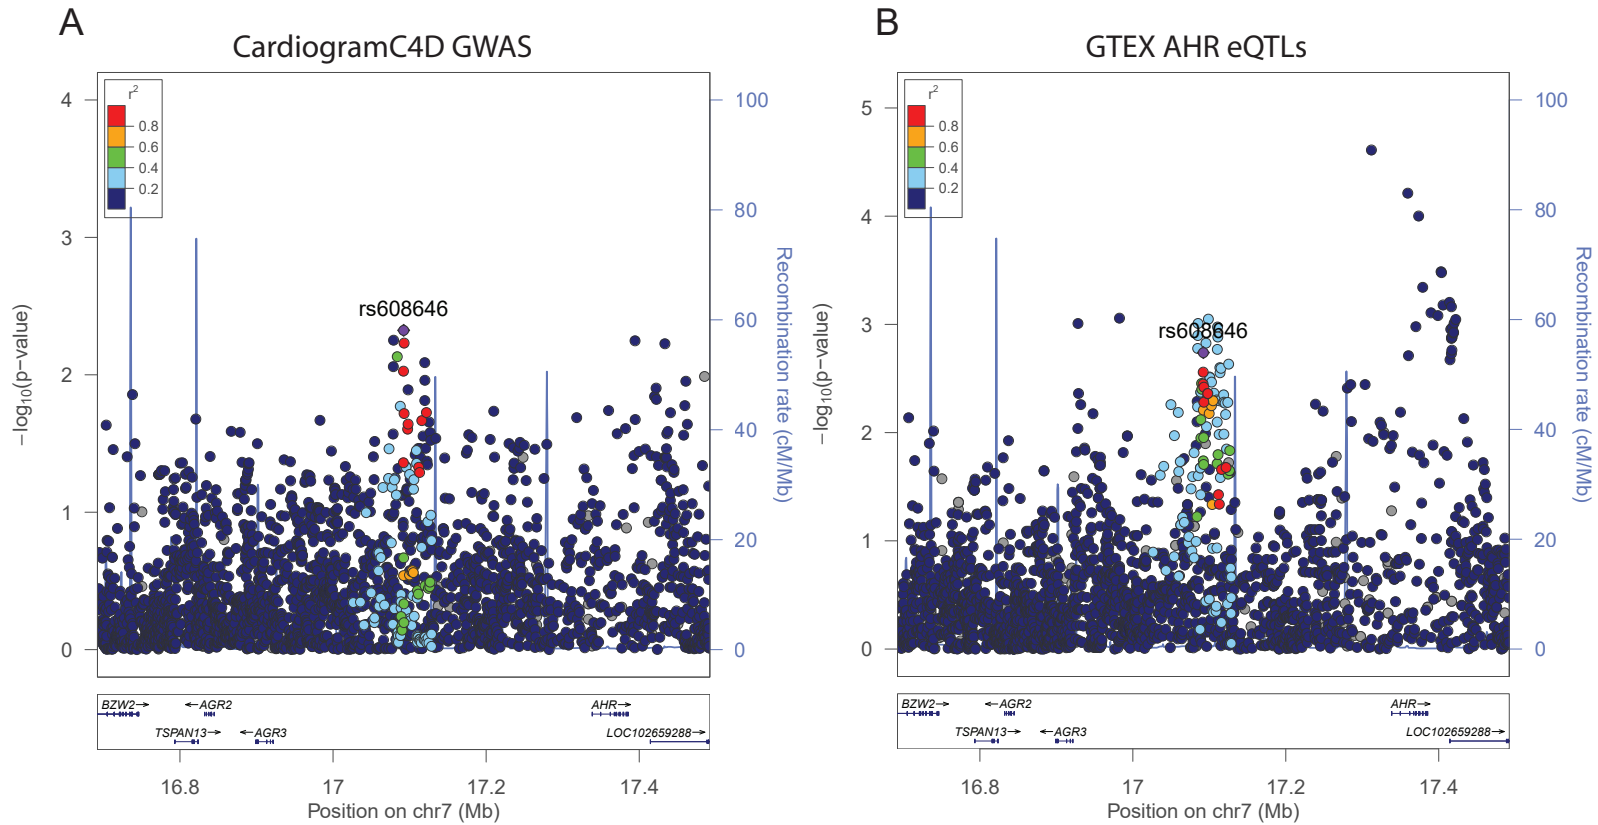 A
CardiogramC4D GWAS
r2
0.8
0.6
0.4
0.2
4
3
2
1
0
−log10(p−value)
100
80
60
40
20
0
Recombination rate (cM/Mb)
rs608646
BZW2→
←AGR2
AHR→
TSPAN13→
←AGR3
LOC102659288→
16.8
17
17.2
17.4
Position on chr7 (Mb)
B
GTEX AHR eQTLs
r2
0.8
0.6
0.4
0.2
5
4
3
2
1
0
−log10(p−value)
100
80
60
40
20
0
Recombination rate (cM/Mb)
rs608646
BZW2→
←AGR2
AHR→
TSPAN13→
←AGR3
LOC102659288→
16.8
17
17.2
17.4
Position on chr7 (Mb)